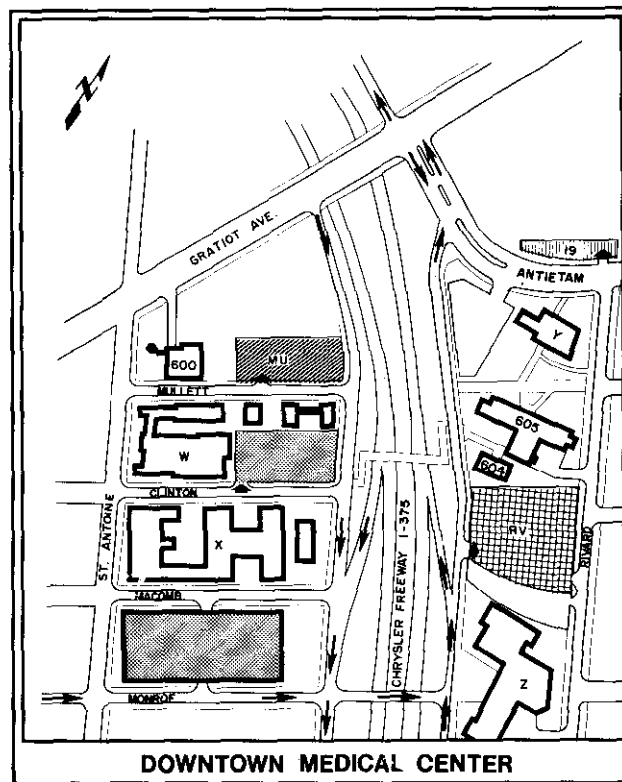 GRATIOT AVE.
19
ANTIETAM
Y
600
MU
MULLETT
605
604
W
CLINTON
ST. ANTOINE
X
CHRYSLER FREEWAY I-375
RV
RIVARD
MACOMB
Z
MONROE
DOWNTOWN MEDICAL CENTER